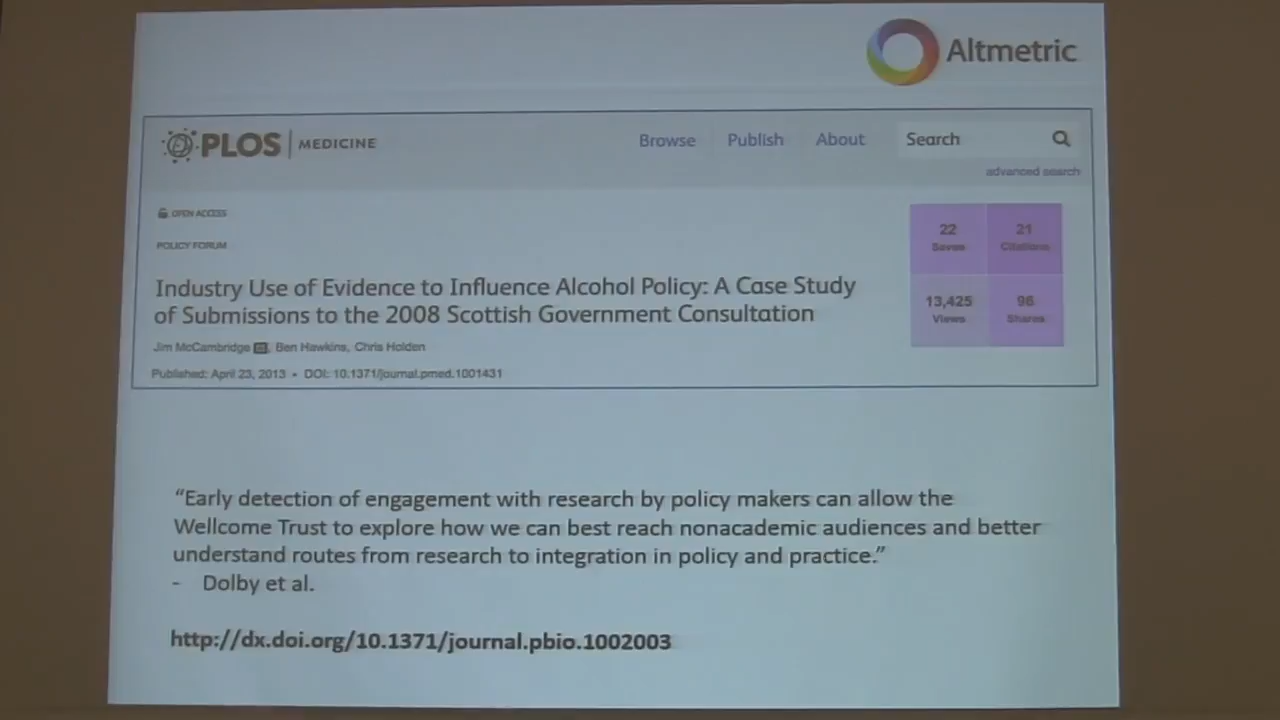 Altmetric
PLOS MEDICINE
Browse Publish About Search
advanced search
OPEN ACCESS
POLICY FORUM
22 Saves
21 Citations
13,425 Views
96 Shares
Industry Use of Evidence to Influence Alcohol Policy: A Case Study
of Submissions to the 2008 Scottish Government Consultation
Jim McCambridge, Ben Hawkins, Chris Holden
Published: April 23, 2013 • DOI: 10.1371/journal.pmed.1001431
“Early detection of engagement with research by policy makers can allow the
Wellcome Trust to explore how we can best reach nonacademic audiences and better
understand routes from research to integration in policy and practice.”
- Dolby et al.
http://dx.doi.org/10.1371/journal.pbio.1002003